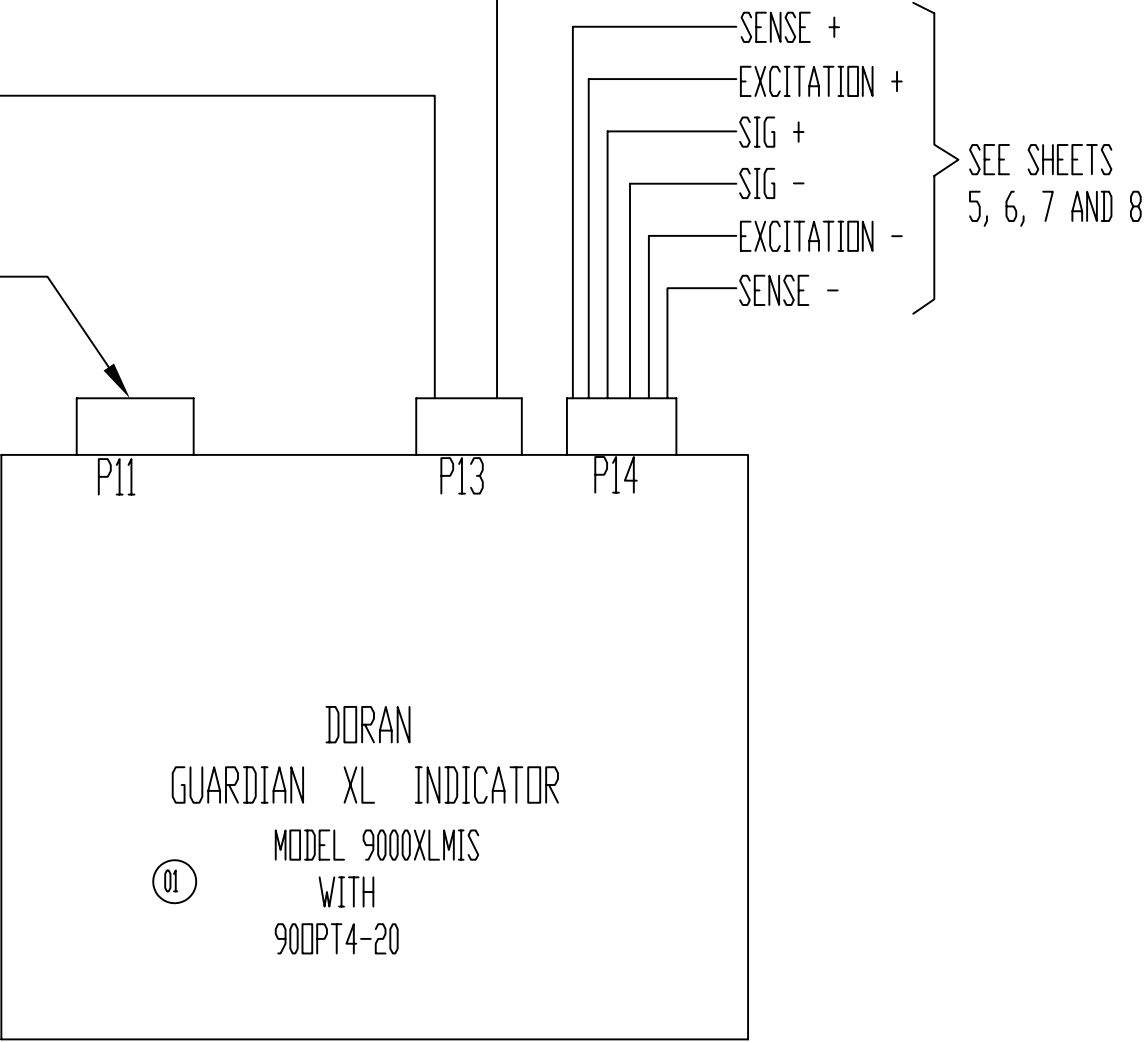 SENSE +
EXCITATION +
SIG +
SIG -
EXCITATION -
SENSE -
SEE SHEETS
5, 6, 7 AND 8
P11
P13
P14
DORAN
GUARDIAN XL INDICATOR
MODEL 9000XLMIS
WITH
90OPT4-20
01